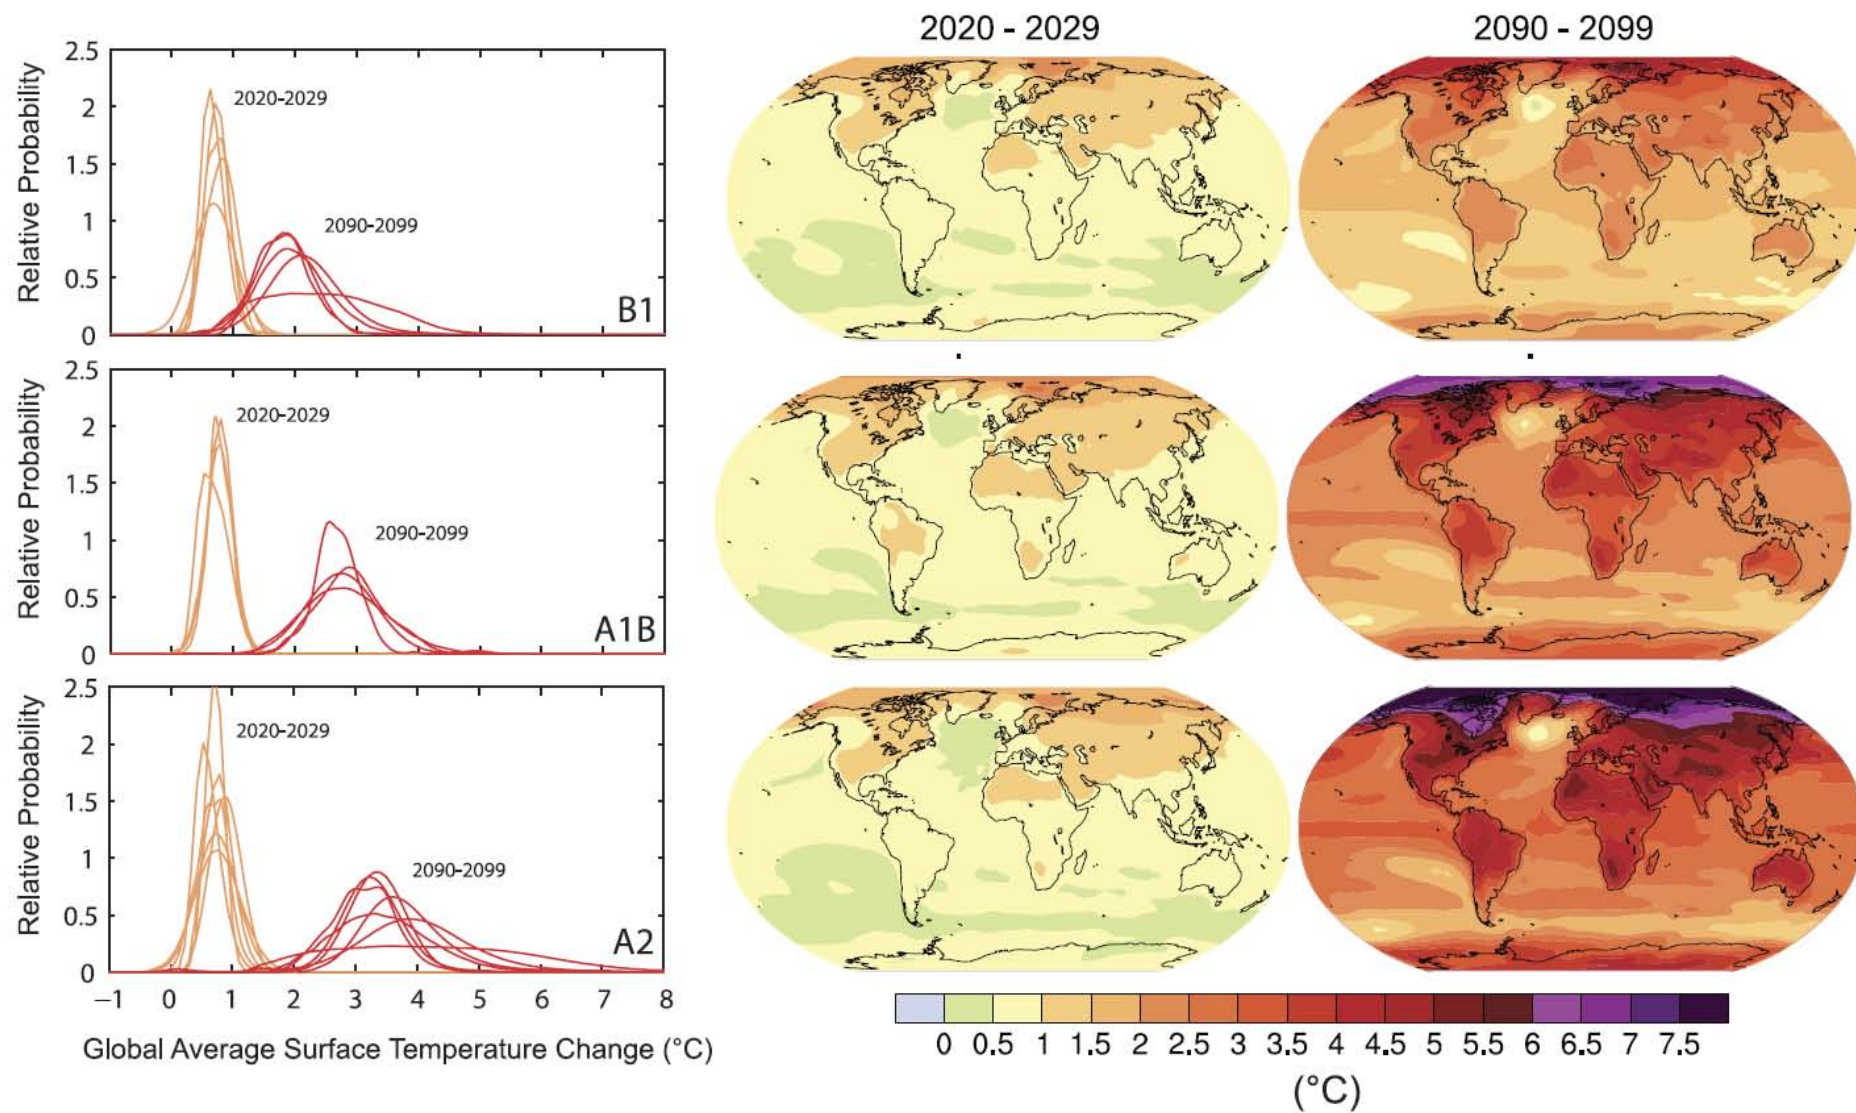 2020 - 2029
2090 - 2099
Relative Probability
2.5
2
1.5
1
0.5
0
2020-2029
2090-2099
B1
Relative Probability
2.5
2
1.5
1
0.5
0
2020-2029
2090-2099
A1B
Relative Probability
2.5
2
1.5
1
0.5
0
2020-2029
2090-2099
A2
−1 0 1 2 3 4 5 6 7 8
Global Average Surface Temperature Change (°C)
0 0.5 1 1.5 2 2.5 3 3.5 4 4.5 5 5.5 6 6.5 7 7.5
(°C)